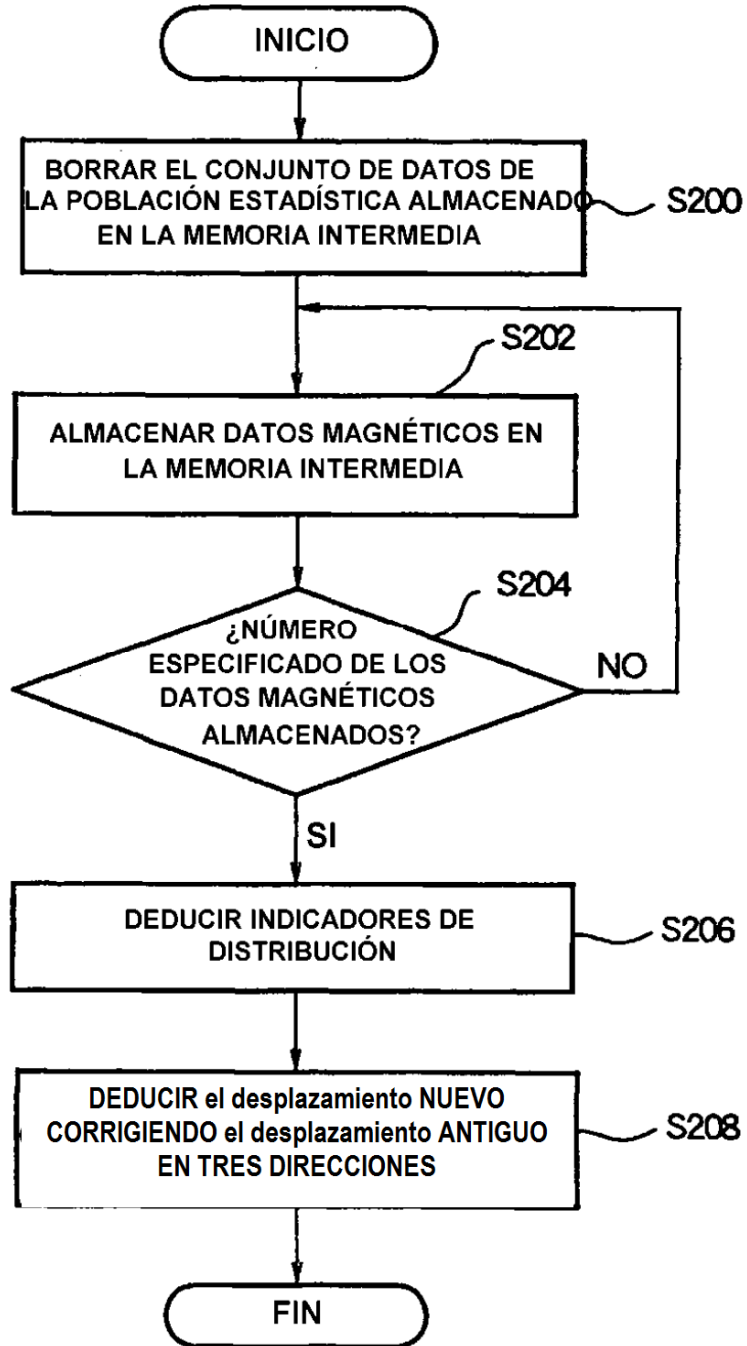 INICIO
BORRAR EL CONJUNTO DE DATOS DE
LA POBLACIÓN ESTADÍSTICA ALMACENADO
EN LA MEMORIA INTERMEDIA
S200
S202
ALMACENAR DATOS MAGNÉTICOS EN
LA MEMORIA INTERMEDIA
S204
¿NÚMERO
ESPECIFICADO DE LOS
DATOS MAGNÉTICOS
ALMACENADOS?
NO
SI
DEDUCIR INDICADORES DE
DISTRIBUCIÓN
S206
DEDUCIR el desplazamiento NUEVO
CORRIGIENDO el desplazamiento ANTIGUO
EN TRES DIRECCIONES
S208
FIN